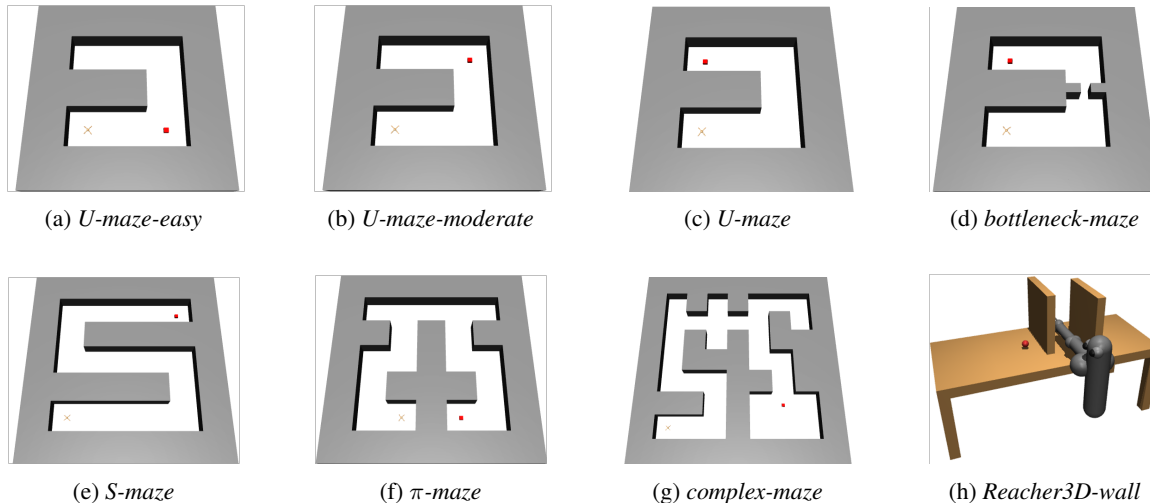 (a) U-maze-easy
(b) U-maze-moderate
(c) U-maze
(d) bottleneck-maze
(e) S-maze
(f) π-maze
(g) complex-maze
(h) Reacher3D-wall